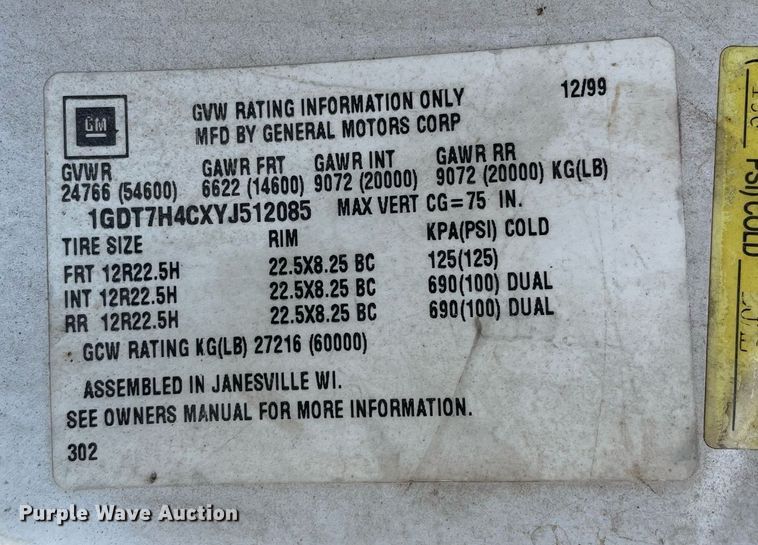 GM
GVW RATING INFORMATION ONLY 12/99
MFD BY GENERAL MOTORS CORP
GVWR GAWR FRT GAWR INT GAWR RR
24766 (54600) 6622 (14600) 9072 (20000) 9072 (20000) KG(LB)
1GDT7H4CXYJ512085 MAX VERT CG=75 IN.
TIRE SIZE RIM KPA(PSI) COLD
FRT 12R22.5H 22.5X8.25 BC 125(125)
INT 12R22.5H 22.5X8.25 BC 690(100) DUAL
RR 12R22.5H 22.5X8.25 BC 690(100) DUAL
GCW RATING KG(LB) 27216 (60000)
ASSEMBLED IN JANESVILLE WI.
SEE OWNERS MANUAL FOR MORE INFORMATION.
302
PSI/COLD
Purple Wave Auction